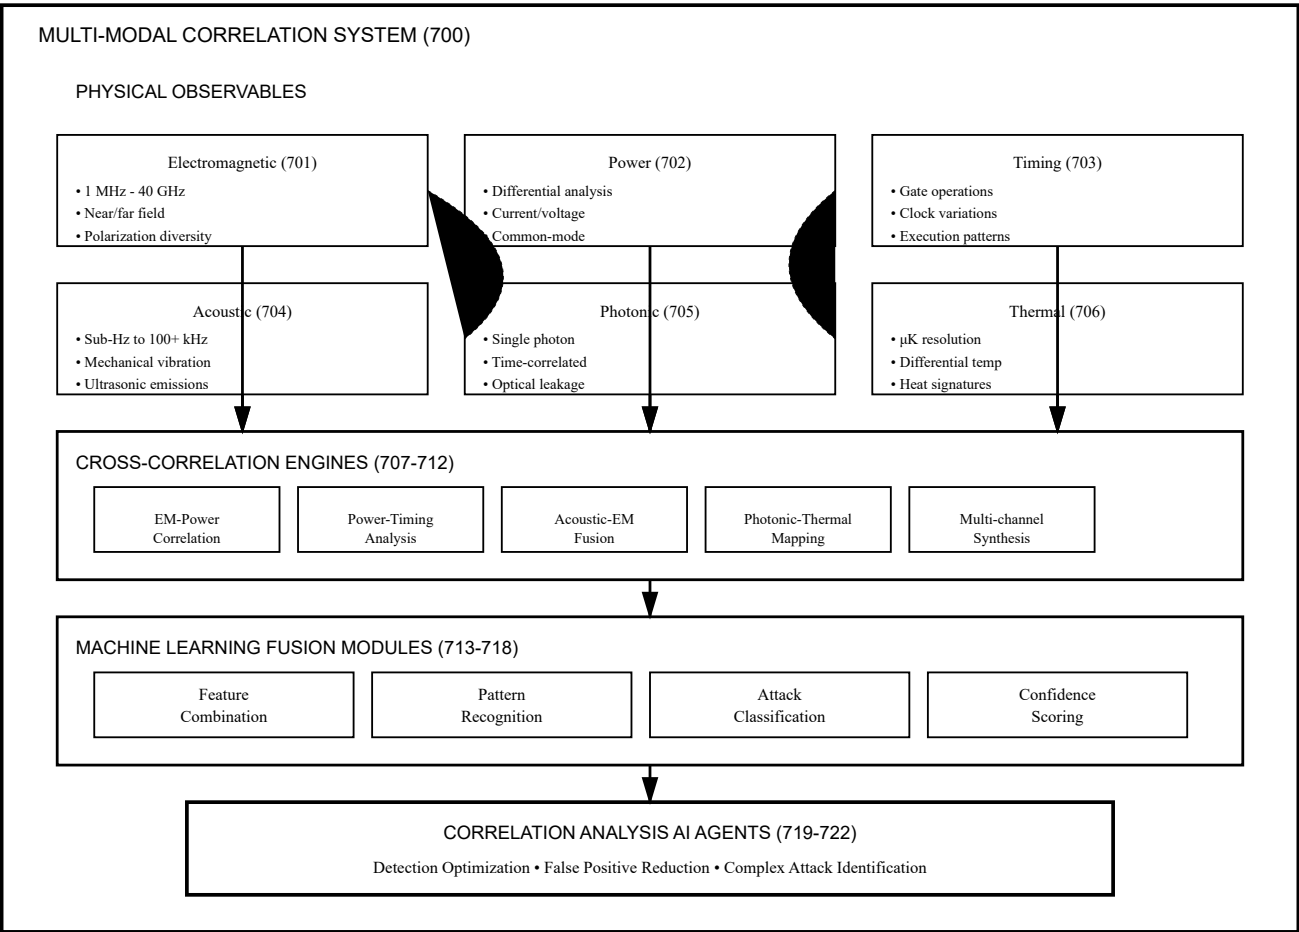 MULTI-MODAL CORRELATION SYSTEM (700)
PHYSICAL OBSERVABLES
Electromagnetic (701)
• 1 MHz - 40 GHz
• Near/far field
• Polarization diversity
Power (702)
• Differential analysis
• Current/voltage
Common-mode
Timing (703)
• Gate operations
• Clock variations
• Execution patterns
Acoustic (704)
• Sub-Hz to 100+ kHz
• Mechanical vibration
• Ultrasonic emissions
Photonic (705)
• Single photon
• Time-correlated
• Optical leakage
Thermal (706)
• μK resolution
• Differential temp
• Heat signatures
CROSS-CORRELATION ENGINES (707-712)
EM-Power
Correlation
Power-Timing
Analysis
Acoustic-EM
Fusion
Photonic-Thermal
Mapping
Multi-channel
Synthesis
MACHINE LEARNING FUSION MODULES (713-718)
Feature
Combination
Pattern
Recognition
Attack
Classification
Confidence
Scoring
CORRELATION ANALYSIS AI AGENTS (719-722)
Detection Optimization • False Positive Reduction • Complex Attack Identification